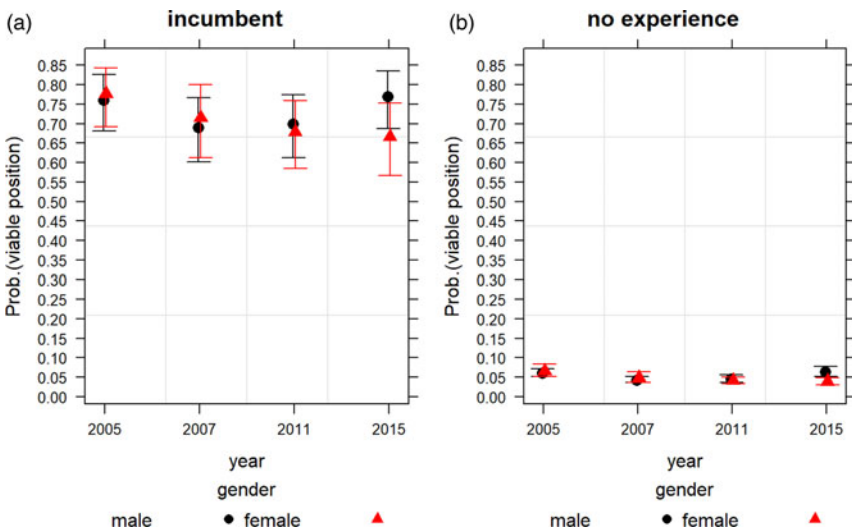 (a)
incumbent
Prob.(viable position)
0.85
0.80
0.75
0.70
0.65
0.60
0.55
0.50
0.45
0.40
0.35
0.30
0.25
0.20
0.15
0.10
0.05
0.00
2005 2007 2011 2015
year
gender
male female
(b)
no experience
Prob.(viable position)
0.85
0.80
0.75
0.70
0.65
0.60
0.55
0.50
0.45
0.40
0.35
0.30
0.25
0.20
0.15
0.10
0.05
0.00
2005 2007 2011 2015
year
gender
male female